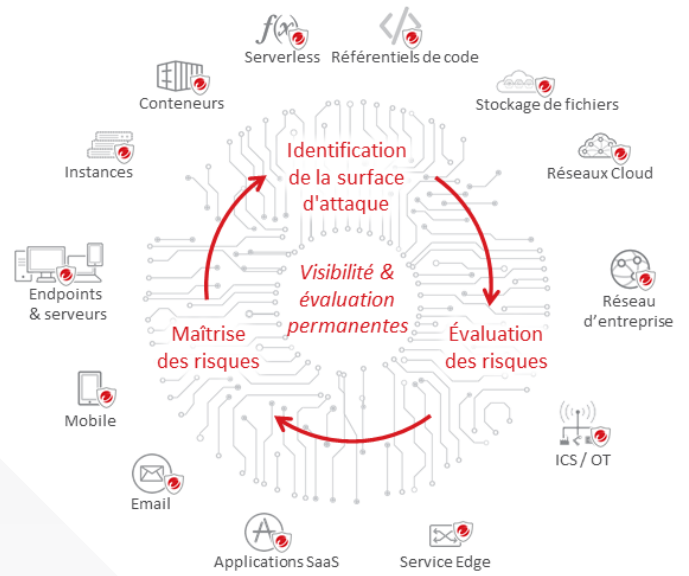 f(x)
</>
Serverless
Référentiels de code
Conteneurs
Stockage de fichiers
Instances
Réseaux Cloud
Identification
de la surface
d'attaque
Visibilité &
évaluation
permanentes
Endpoints
& serveurs
Réseau
d’entreprise
Maîtrise
des risques
Évaluation
des risques
Mobile
ICS / OT
Email
Applications SaaS
Service Edge